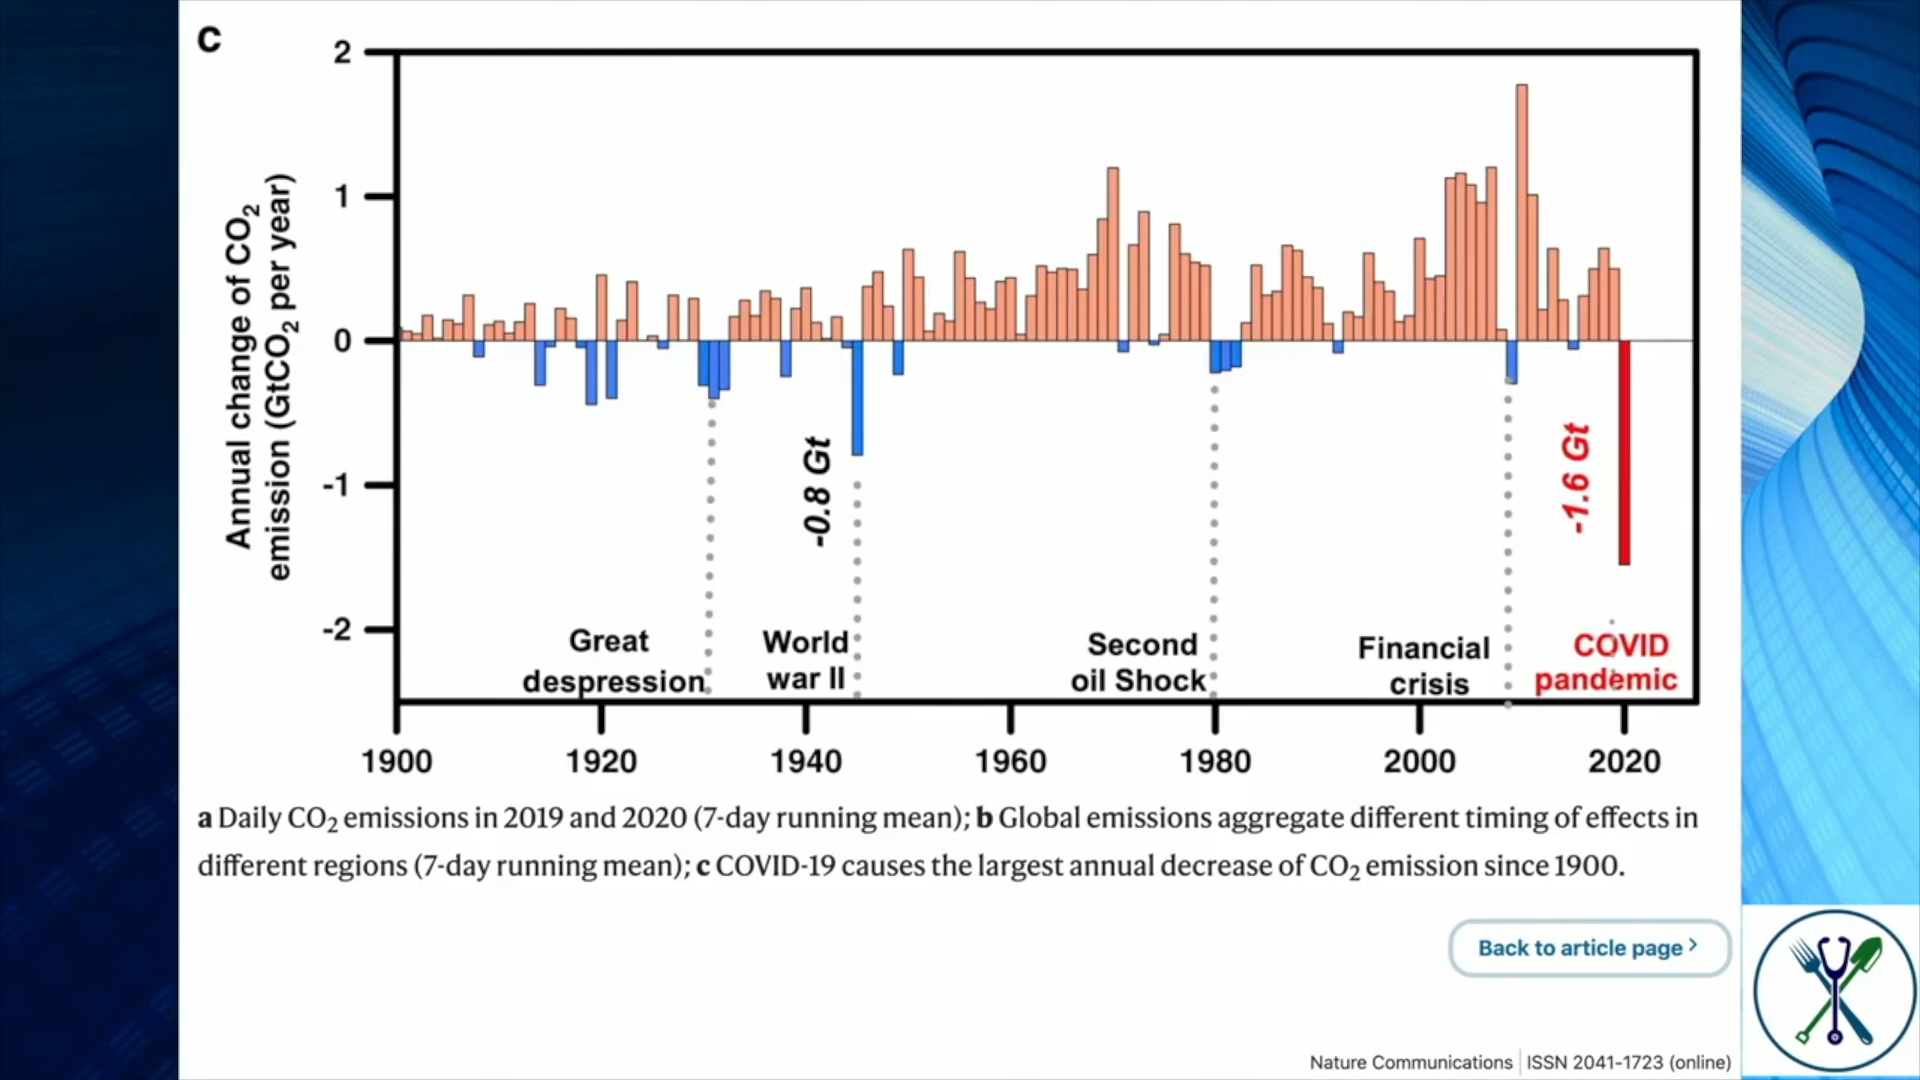 c
Annual change of CO2
emission (GtCO2 per year)
2
1
0
-1
-2
-0.8 Gt
-1.6 Gt
Great
despression
World
war II
Second
oil Shock
Financial
crisis
COVID
pandemic
1900 1920 1940 1960 1980 2000 2020
a Daily CO2 emissions in 2019 and 2020 (7-day running mean); b Global emissions aggregate different timing of effects in
different regions (7-day running mean); c COVID-19 causes the largest annual decrease of CO2 emission since 1900.
Back to article page >
Nature Communications | ISSN 2041-1723 (online)